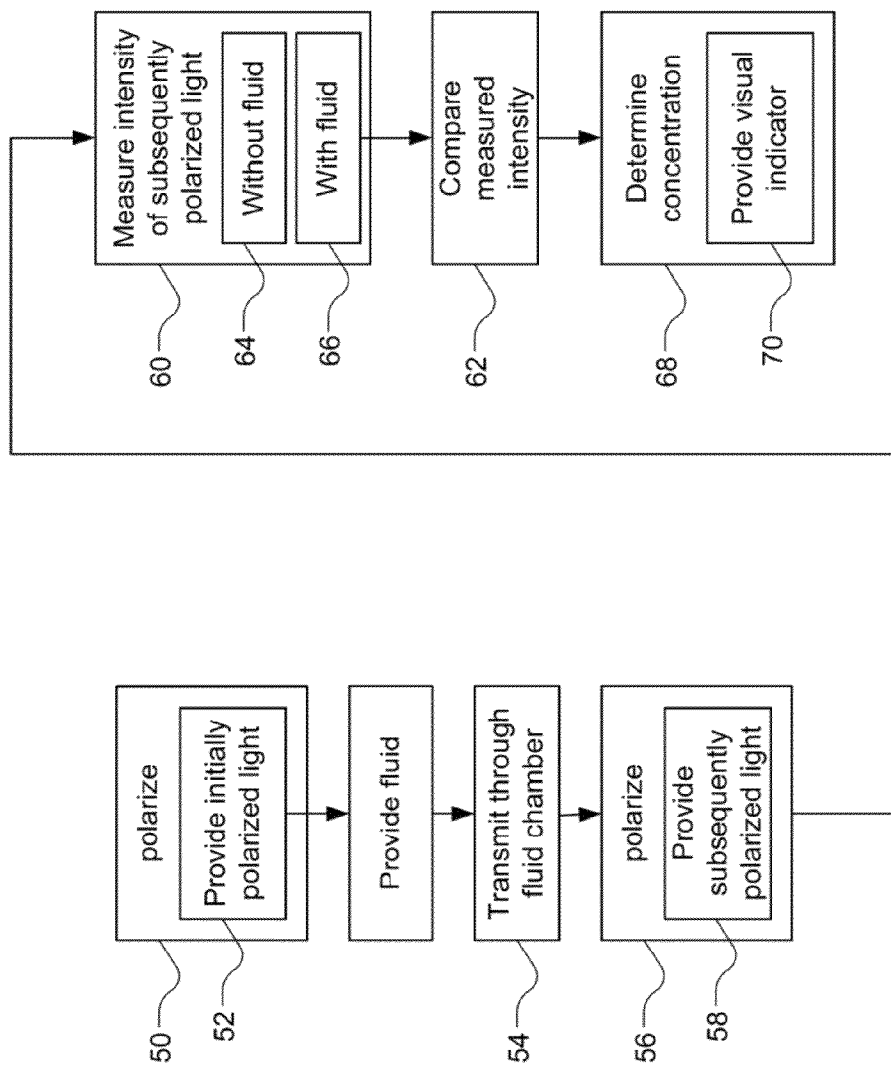 polarize
Provide initially
polarized light
50
52
Provide fluid
Transmit through
fluid chamber
54
polarize
Provide
subsequently
polarized light
56
58
Measure intensity
of subsequently
polarized light
Without fluid
With fluid
60
64
66
Compare
measured
intensity
62
Determine
concentration
Provide visual
indicator
68
70